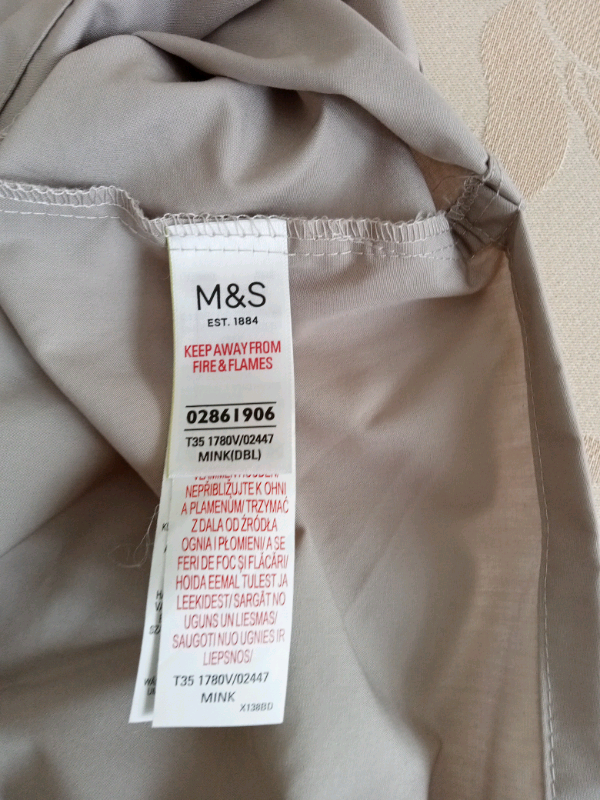 M&S
EST. 1884
KEEP AWAY FROM
FIRE & FLAMES
02861906
T35 1780V/02447
MINK(DBL)
NEPŘIBLIŽUJTE K OHNI
A PLAMENŮM/ TRZYMAĆ
Z DALA OD ŹRÓDŁA
OGNIA I PŁOMIENI/ A SE
FERI DE FOC ȘI FLĂCĂRI/
HOIDA EEMAL TULEST JA
LEEKIDEST/ SARGĀT NO
UGUNS UN LIESMAS/
SAUGOTI NUO UGNIES IR
LIEPSNOS/
T35 1780V/02447
MINK
X138BD